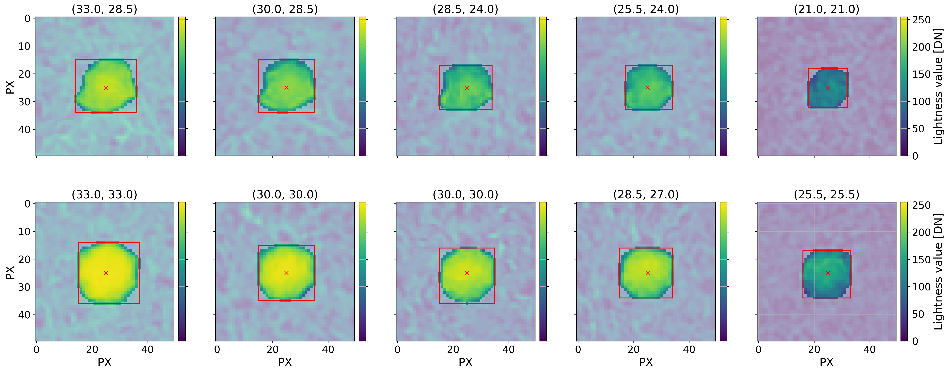 (33.0, 28.5) (30.0, 28.5) (28.5, 24.0) (25.5, 24.0) (21.0, 21.0)
0
10
20
30
40
PX
250
200
150
100
50
0
Lightness value [DN]
(33.0, 33.0) (30.0, 30.0) (30.0, 30.0) (28.5, 27.0) (25.5, 25.5)
0
10
20
30
40
PX
250
200
150
100
50
0
Lightness value [DN]
0 20 40 0 20 40 0 20 40 0 20 40 0 20 40
PX PX PX PX PX